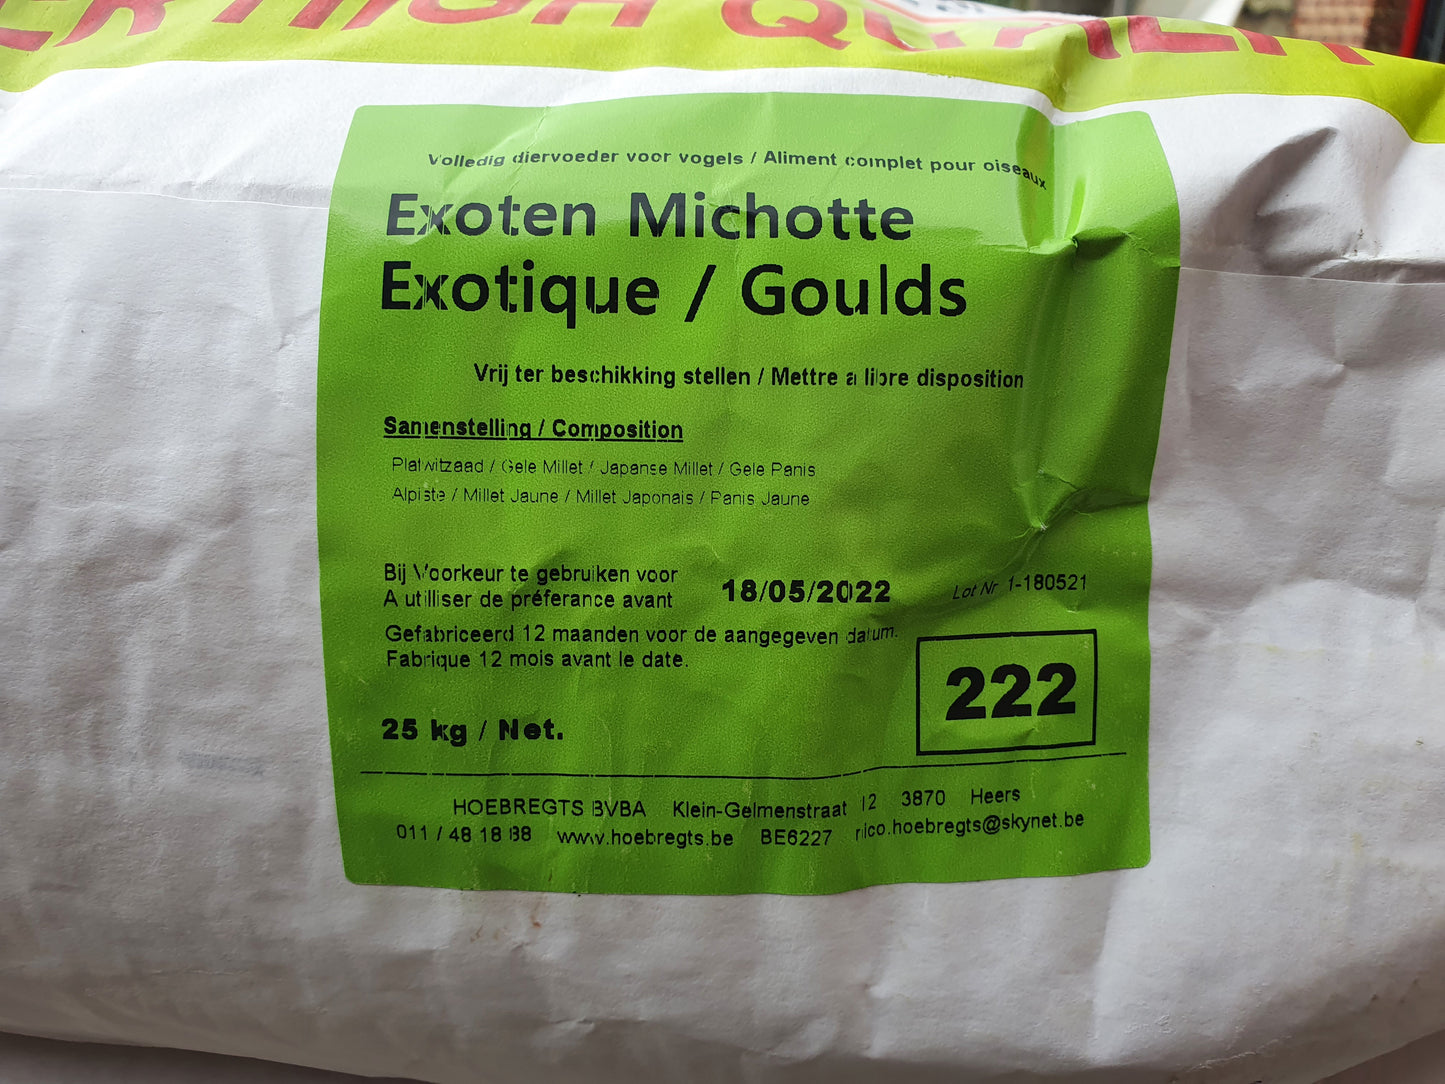 HIGH
Volledig diervoeder voor vogels / Aliment complet pour oiseaux
Exoten Michotte
Exotique / Goulds
Vrij ter beschikking stellen / Mettre a libre disposition
Samenstelling / Composition
Platwitzaad / Gele Millet / Japanse Millet / Gele Panis
Alpiste / Millet Jaune / Millet Japonais / Panis Jaune
Bij Voorkeur te gebruiken voor
A utilliser de préferance avant
18/05/2022
Lot Nr 1-180521
Gefabriceerd 12 maanden voor de aangegeven datum.
Fabrique 12 mois avant le date.
222
25 kg / Net.
HOEBREGTS BVBA Klein-Gelmenstraat 12 3870 Heers
011 / 48 18 88 www.hoebregts.be BE6227 nico.hoebregts@skynet.be